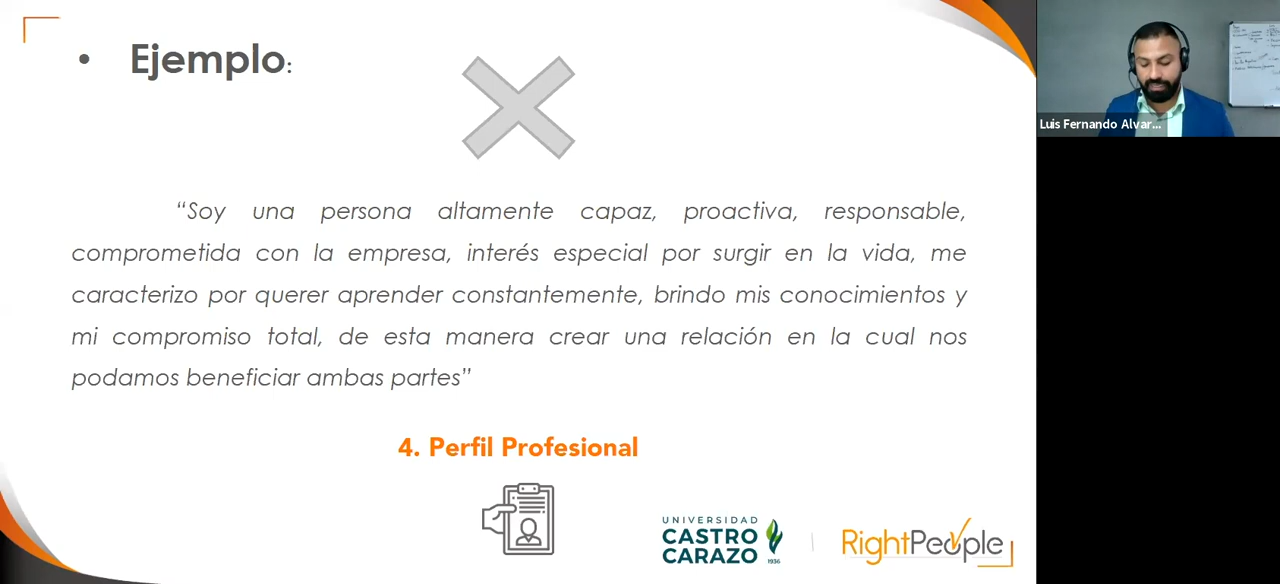 • Ejemplo:
“Soy una persona altamente capaz, proactiva, responsable,
comprometida con la empresa, interés especial por surgir en la vida, me
caracterizo por querer aprender constantemente, brindo mis conocimientos y
mi compromiso total, de esta manera crear una relación en la cual nos
podamos beneficiar ambas partes”
4. Perfil Profesional
UNIVERSIDAD
CASTRO
CARAZO
1936
RightPeople
Luis Fernando Alvar...